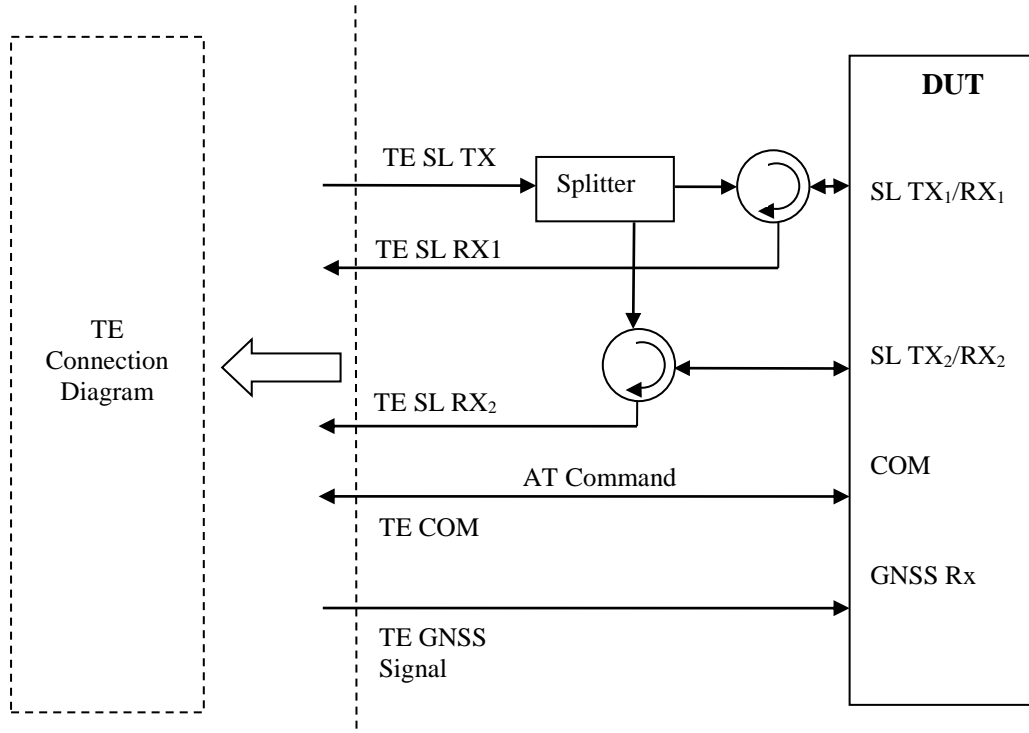 DUT
TE SL TX
Splitter
SL TX₁/RX₁
TE SL RX1
TE
Connection
Diagram
SL TX₂/RX₂
TE SL RX₂
COM
AT Command
TE COM
GNSS Rx
TE GNSS
Signal